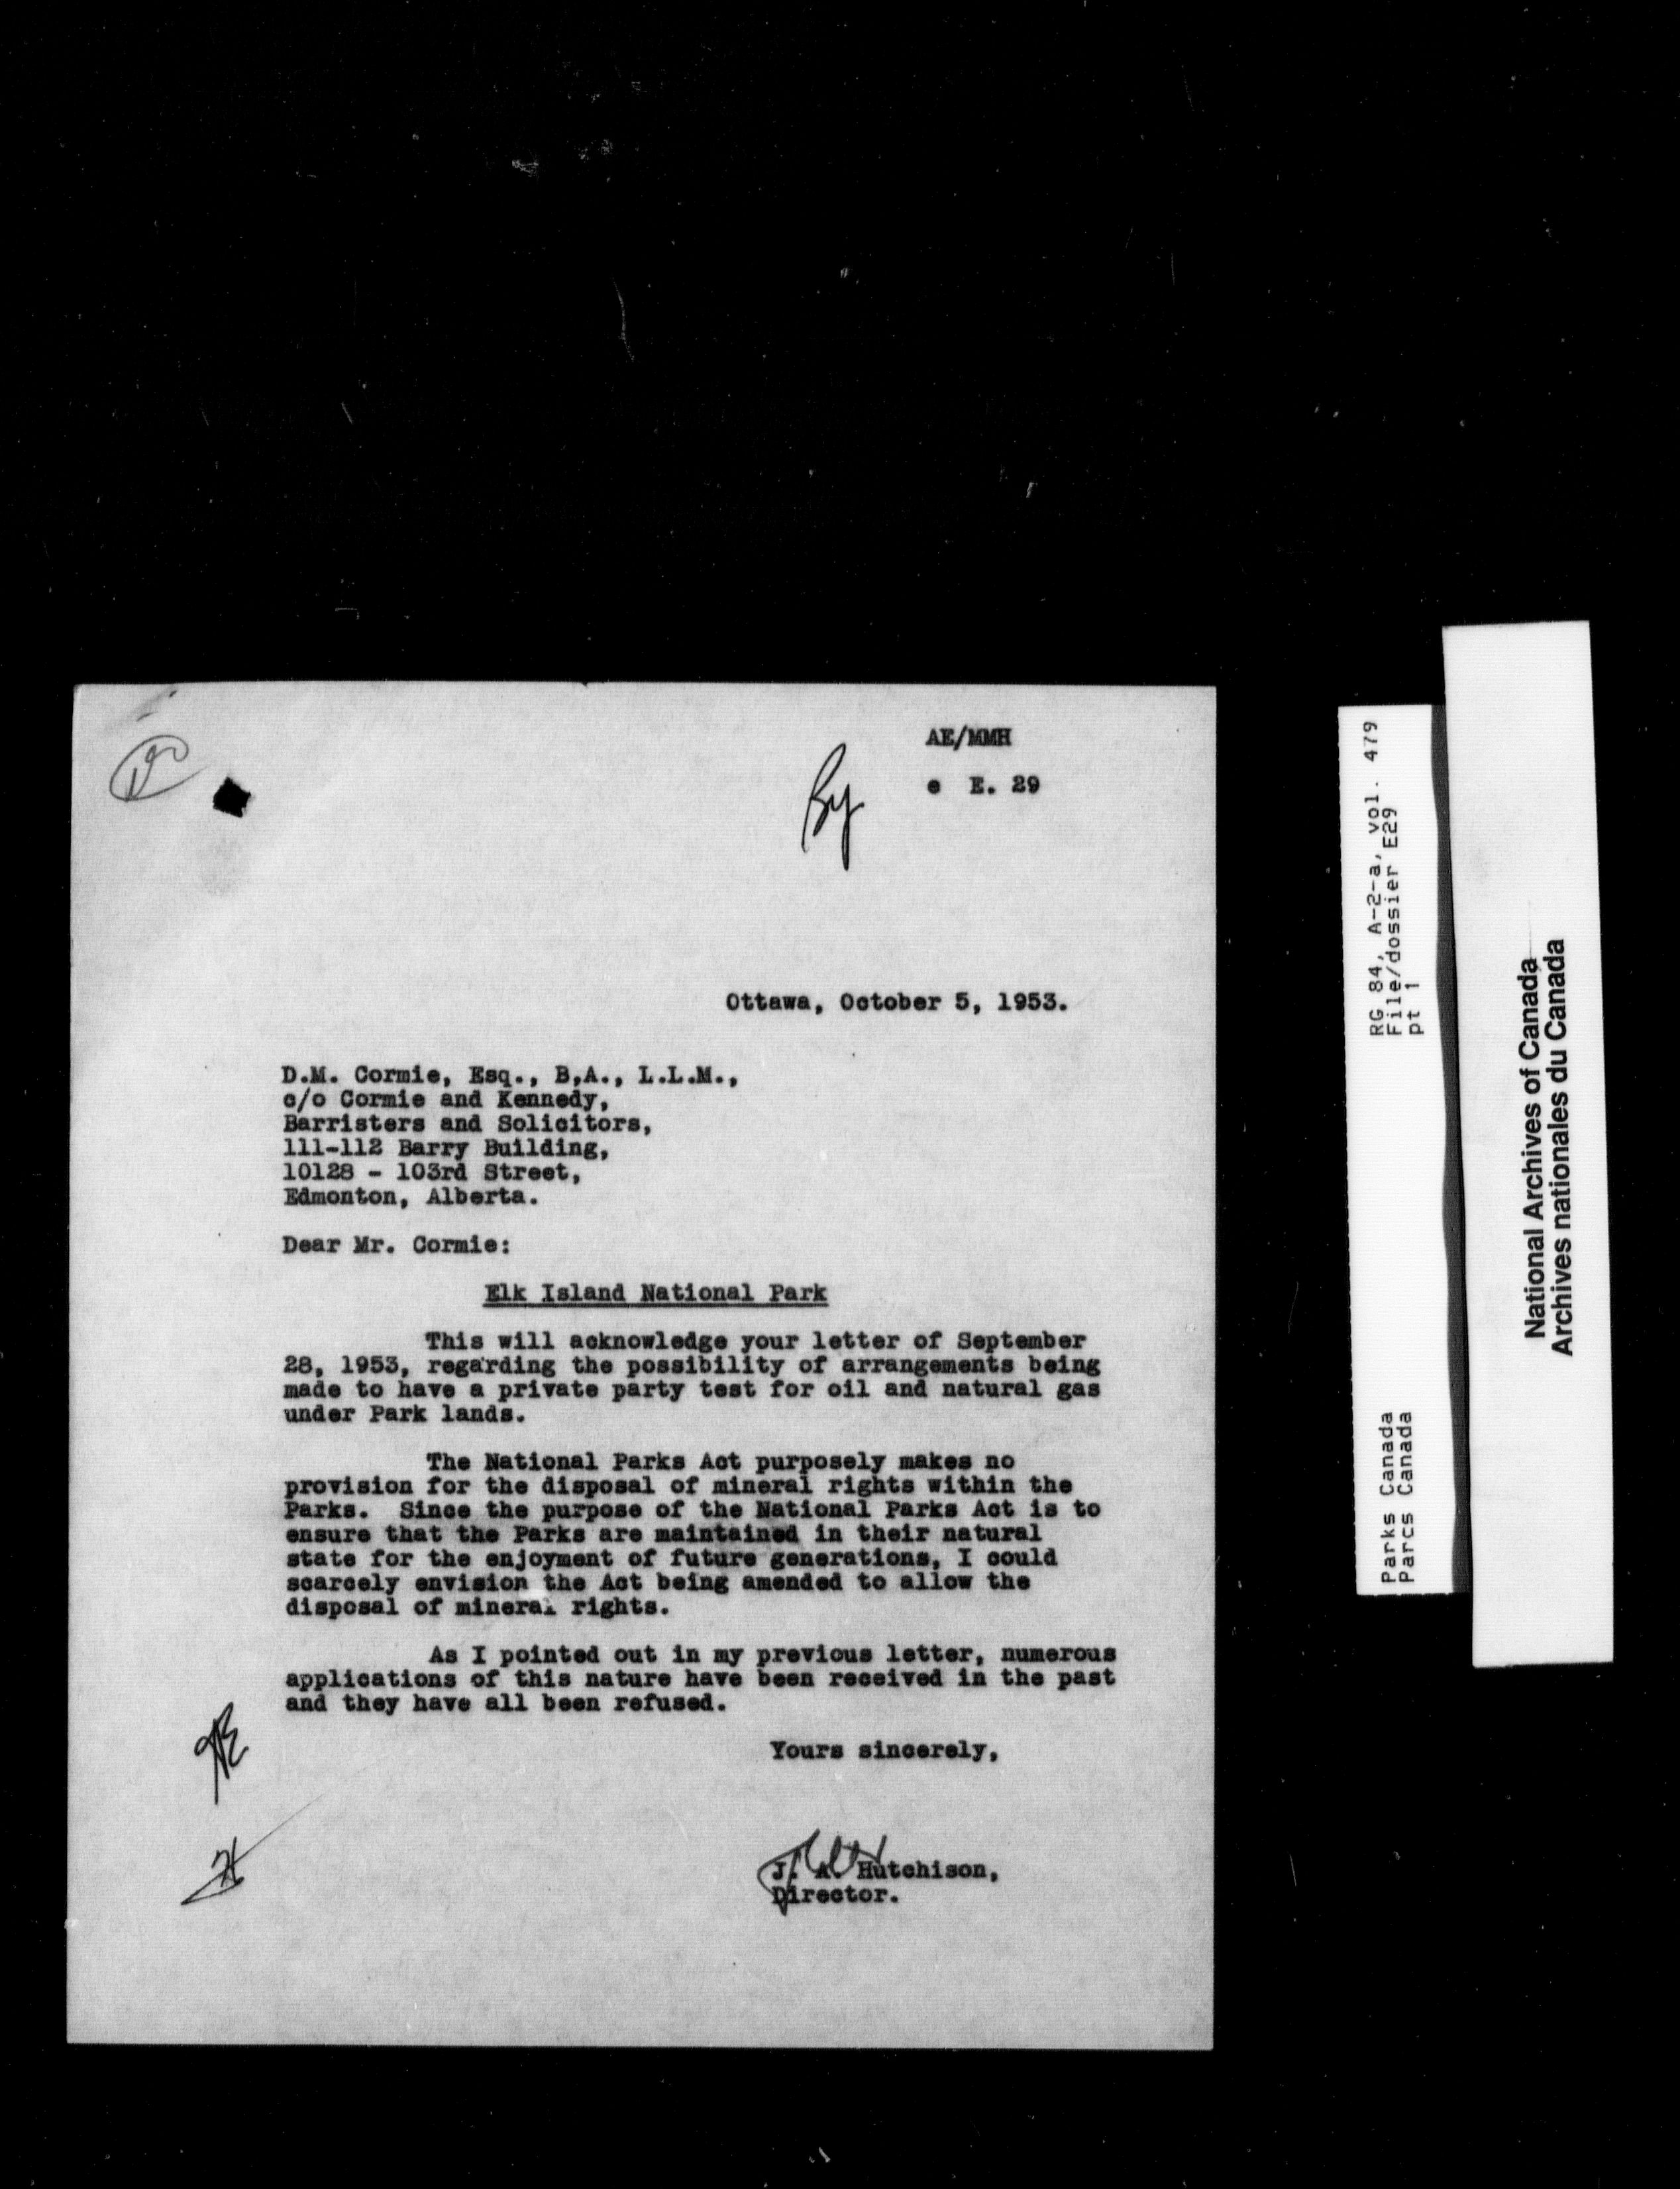 AE/MMH
e E. 29
By
Ottawa, October 5, 1953.
D.M. Cormie, Esq., B,A., L.L.M.,
c/o Cormie and Kennedy,
Barristers and Solicitors,
111-112 Barry Building,
10128 - 103rd Street,
Edmonton, Alberta.
Dear Mr. Cormie:
Elk Island National Park
This will acknowledge your letter of September
28, 1953, regarding the possibility of arrangements being
made to have a private party test for oil and natural gas
under Park lands.
The National Parks Act purposely makes no
provision for the disposal of mineral rights within the
Parks. Since the purpose of the National Parks Act is to
ensure that the Parks are maintained in their natural
state for the enjoyment of future generations, I could
scarcely envision the Act being amended to allow the
disposal of mineral rights.
As I pointed out in my previous letter, numerous
applications of this nature have been received in the past
and they have all been refused.
Yours sincerely,
J. A. Hutchison,
Director.
RG 84, A-2-a, vol. 479
File/dossier E29
pt 1
Parks Canada
Parcs Canada
National Archives of Canada
Archives nationales du Canada